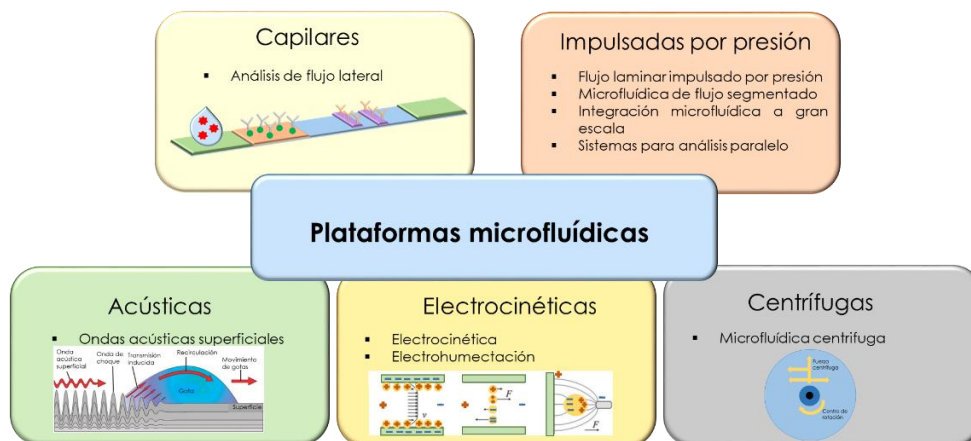 Capilares
▪ Análisis de flujo lateral
Impulsadas por presión
▪ Flujo laminar impulsado por presión
▪ Microfluídica de flujo segmentado
▪ Integración microfluídica a gran
escala
▪ Sistemas para análisis paralelo
Plataformas microfluídicas
Acústicas
▪ Ondas acústicas superficiales
Onda
acústica
superficial
Onda de
choque
Transmisión
inducida
Recirculación
Movimiento
de gotas
Gota
Superficie
Electrocinéticas
▪ Electrocinética
▪ Electrohumectación
+
-
v
+
F
-
F
+
-
F
Centrífugas
▪ Microfluídica centrifuga
Fuerza
centrífuga
Centro de
rotación